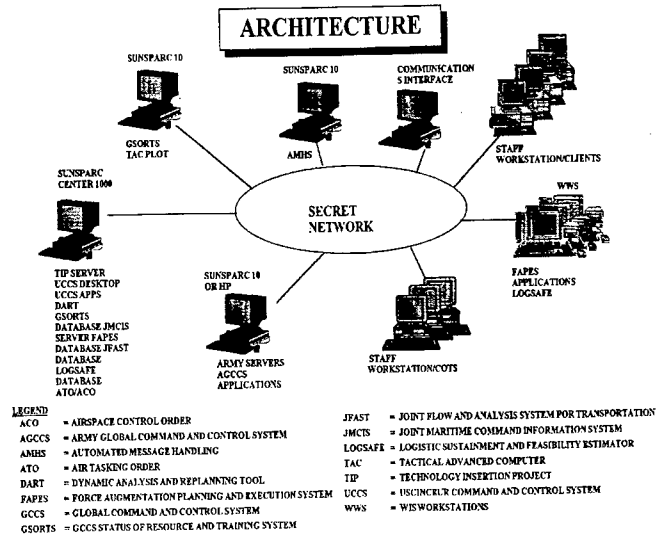 ARCHITECTURE
SUNSPARC 10
GSORTS
TAC PLOT
SUNSPARC 10
AMHS
COMMUNICATION
S INTERFACE
STAFF
WORKSTATION/CLIENTS
SUNSPARC
CENTER 1000
TIP SERVER
UCCS DESKTOP
UCCS APPS
DART
GSORTS
DATABASE JMCIS
SERVER FAPES
DATABASE JFAST
DATABASE
LOGSAFE
DATABASE
ATO/ACO
SECRET
NETWORK
WWS
FAPES
APPLICATIONS
LOGSAFE
SUNSPARC 10
OR HP
ARMY SERVERS
AGCCS
APPLICATIONS
STAFF
WORKSTATION/COTS
LEGEND
ACO = AIRSPACE CONTROL ORDER
AGCCS = ARMY GLOBAL COMMAND AND CONTROL SYSTEM
AMHS = AUTOMATED MESSAGE HANDLING
ATO = AIR TASKING ORDER
DART = DYNAMIC ANALYSIS AND REPLANNING TOOL
FAPES = FORCE AUGMENTATION PLANNING AND EXECUTION SYSTEM
GCCS = GLOBAL COMMAND AND CONTROL SYSTEM
GSORTS = GCCS STATUS OF RESOURCE AND TRAINING SYSTEM
JFAST = JOINT FLOW AND ANALYSIS SYSTEM POR TRANSPORTATION
JMCIS = JOINT MARITIME COMMAND INFORMATION SYSTEM
LOGSAFE = LOGISTIC SUSTAINMENT AND FEASIBILITY ESTIMATOR
TAC = TACTICAL ADVANCED COMPUTER
TIP = TECHNOLOGY INSERTION PROJECT
UCCS = USCINCEUR COMMAND AND CONTROL SYSTEM
WWS = WIS WORKSTATIONS